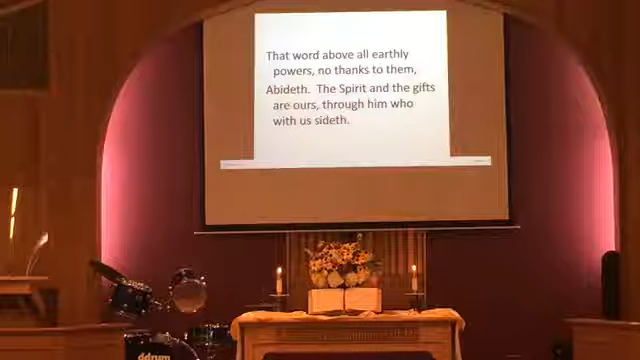 That word above all earthly
powers, no thanks to them,
Abideth.  The Spirit and the gifts
are ours, through him who
with us sideth.
ddrum